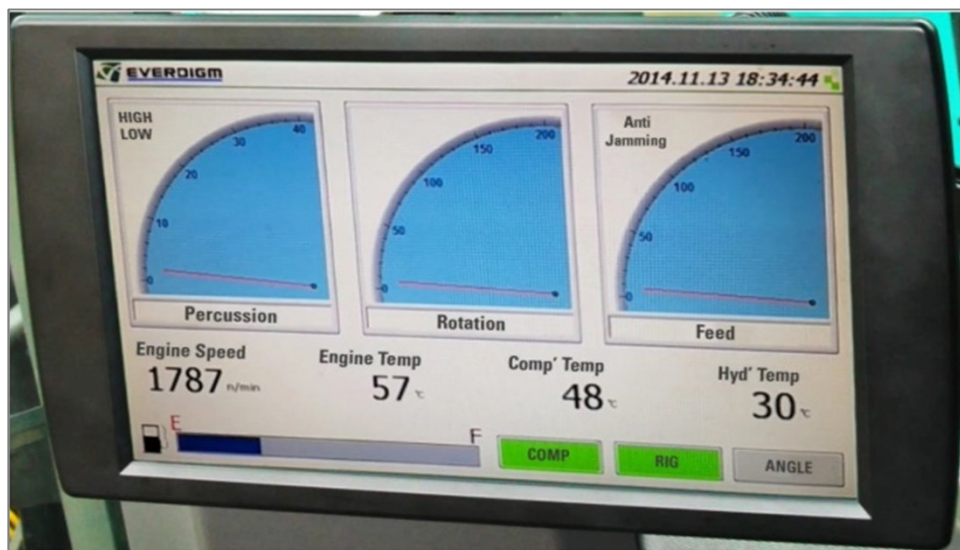 EVERDIGM
2014.11.13 18:34:44
HIGH
LOW
0
10
20
30
40
Percussion
0
50
100
150
200
Rotation
Anti
Jamming
0
50
100
150
200
Feed
Engine Speed
1787 n/min
Engine Temp
57 ℃
Comp' Temp
48 ℃
Hyd' Temp
30 ℃
E
F
COMP
RIG
ANGLE